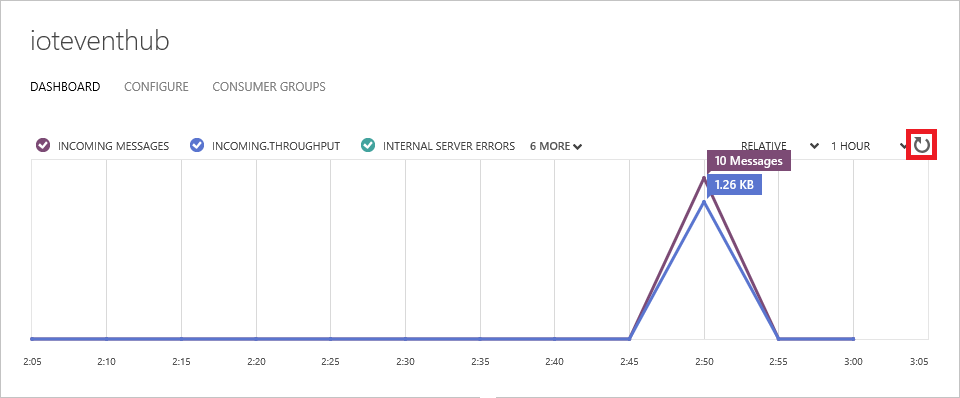 ioteventhub
DASHBOARD CONFIGURE CONSUMER GROUPS
INCOMING MESSAGES INCOMING.THROUGHPUT INTERNAL SERVER ERRORS 6 MORE RELATIVE 1 HOUR
10 Messages
1.26 KB
2:05 2:10 2:15 2:20 2:25 2:30 2:35 2:40 2:45 2:50 2:55 3:00 3:05